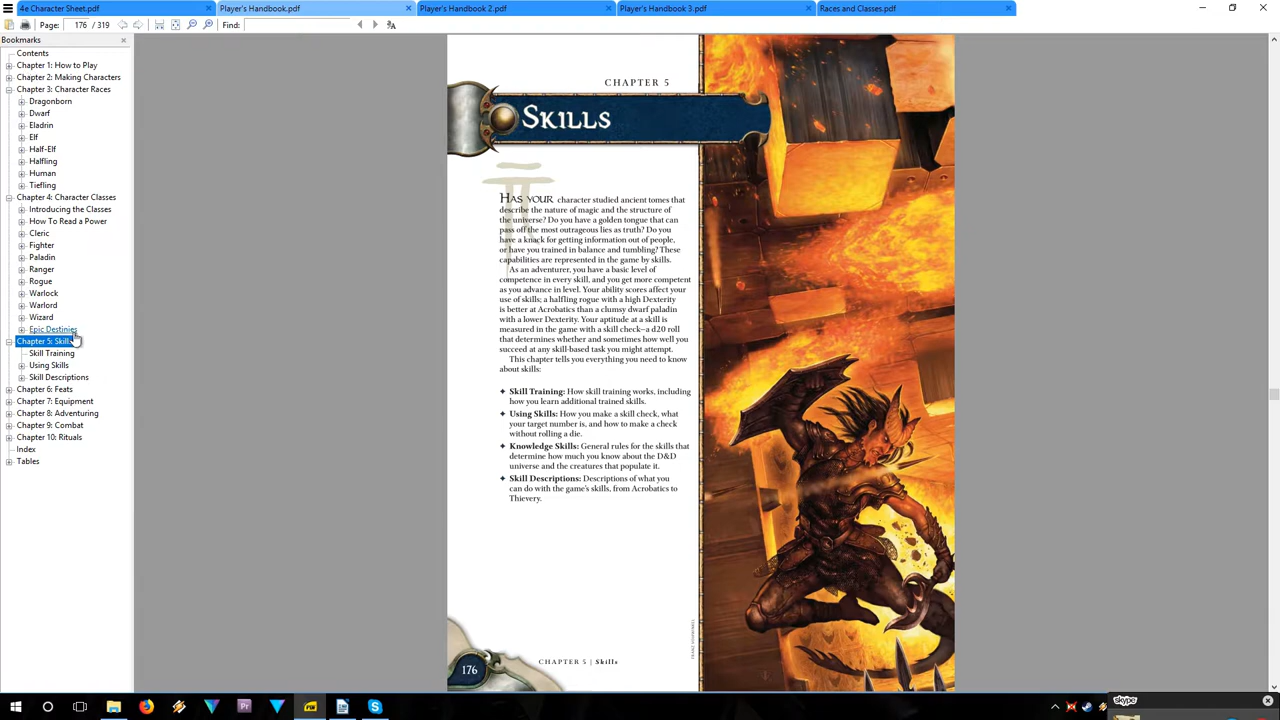 4e Character Sheet.pdf
Player's Handbook.pdf
Player's Handbook 2.pdf
Player's Handbook 3.pdf
Races and Classes.pdf
Page: 176 / 319
Find:
Bookmarks
Contents
Chapter 1: How to Play
Chapter 2: Making Characters
Chapter 3: Character Races
Dragonborn
Dwarf
Eladrin
Elf
Half-Elf
Halfling
Human
Tiefling
Chapter 4: Character Classes
Introducing the Classes
How To Read a Power
Cleric
Fighter
Paladin
Ranger
Rogue
Warlock
Warlord
Wizard
Epic Destinies
Chapter 5: Skills
Skill Training
Using Skills
Skill Descriptions
Chapter 6: Feats
Chapter 7: Equipment
Chapter 8: Adventuring
Chapter 9: Combat
Chapter 10: Rituals
Index
Tables
CHAPTER 5
SKILLS
HAS YOUR character studied ancient tomes that
describe the nature of magic and the structure of
the universe? Do you have a golden tongue that can
pass off the most outrageous lies as truth? Do you
have a knack for getting information out of people,
or have you trained in balance and tumbling? These
capabilities are represented in the game by skills.
As an adventurer, you have a basic level of
competence in every skill, and you get more competent
as you advance in level. Your ability scores affect your
use of skills; a halfling rogue with a high Dexterity
is better at Acrobatics than a clumsy dwarf paladin
with a lower Dexterity. Your aptitude at a skill is
measured in the game with a skill check—a d20 roll
that determines whether and sometimes how well you
succeed at any skill-based task you might attempt.
This chapter tells you everything you need to know
about skills:
✦ Skill Training: How skill training works, including
how you learn additional trained skills.
✦ Using Skills: How you make a skill check, what
your target number is, and how to make a check
without rolling a die.
✦ Knowledge Skills: General rules for the skills that
determine how much you know about the D&D
universe and the creatures that populate it.
✦ Skill Descriptions: Descriptions of what you
can do with the game's skills, from Acrobatics to
Thievery.
176
CHAPTER 5 | Skills
Pr
skype